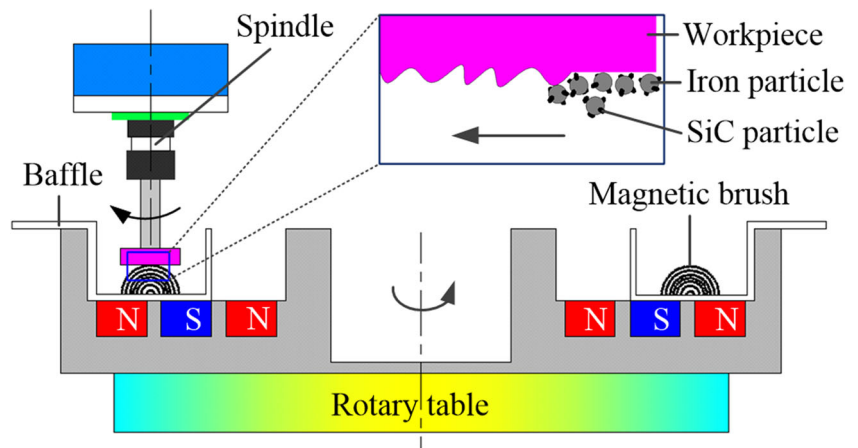 Spindle
Workpiece
Iron particle
SiC particle
Baffle
Magnetic brush
N S N N S N
Rotary table